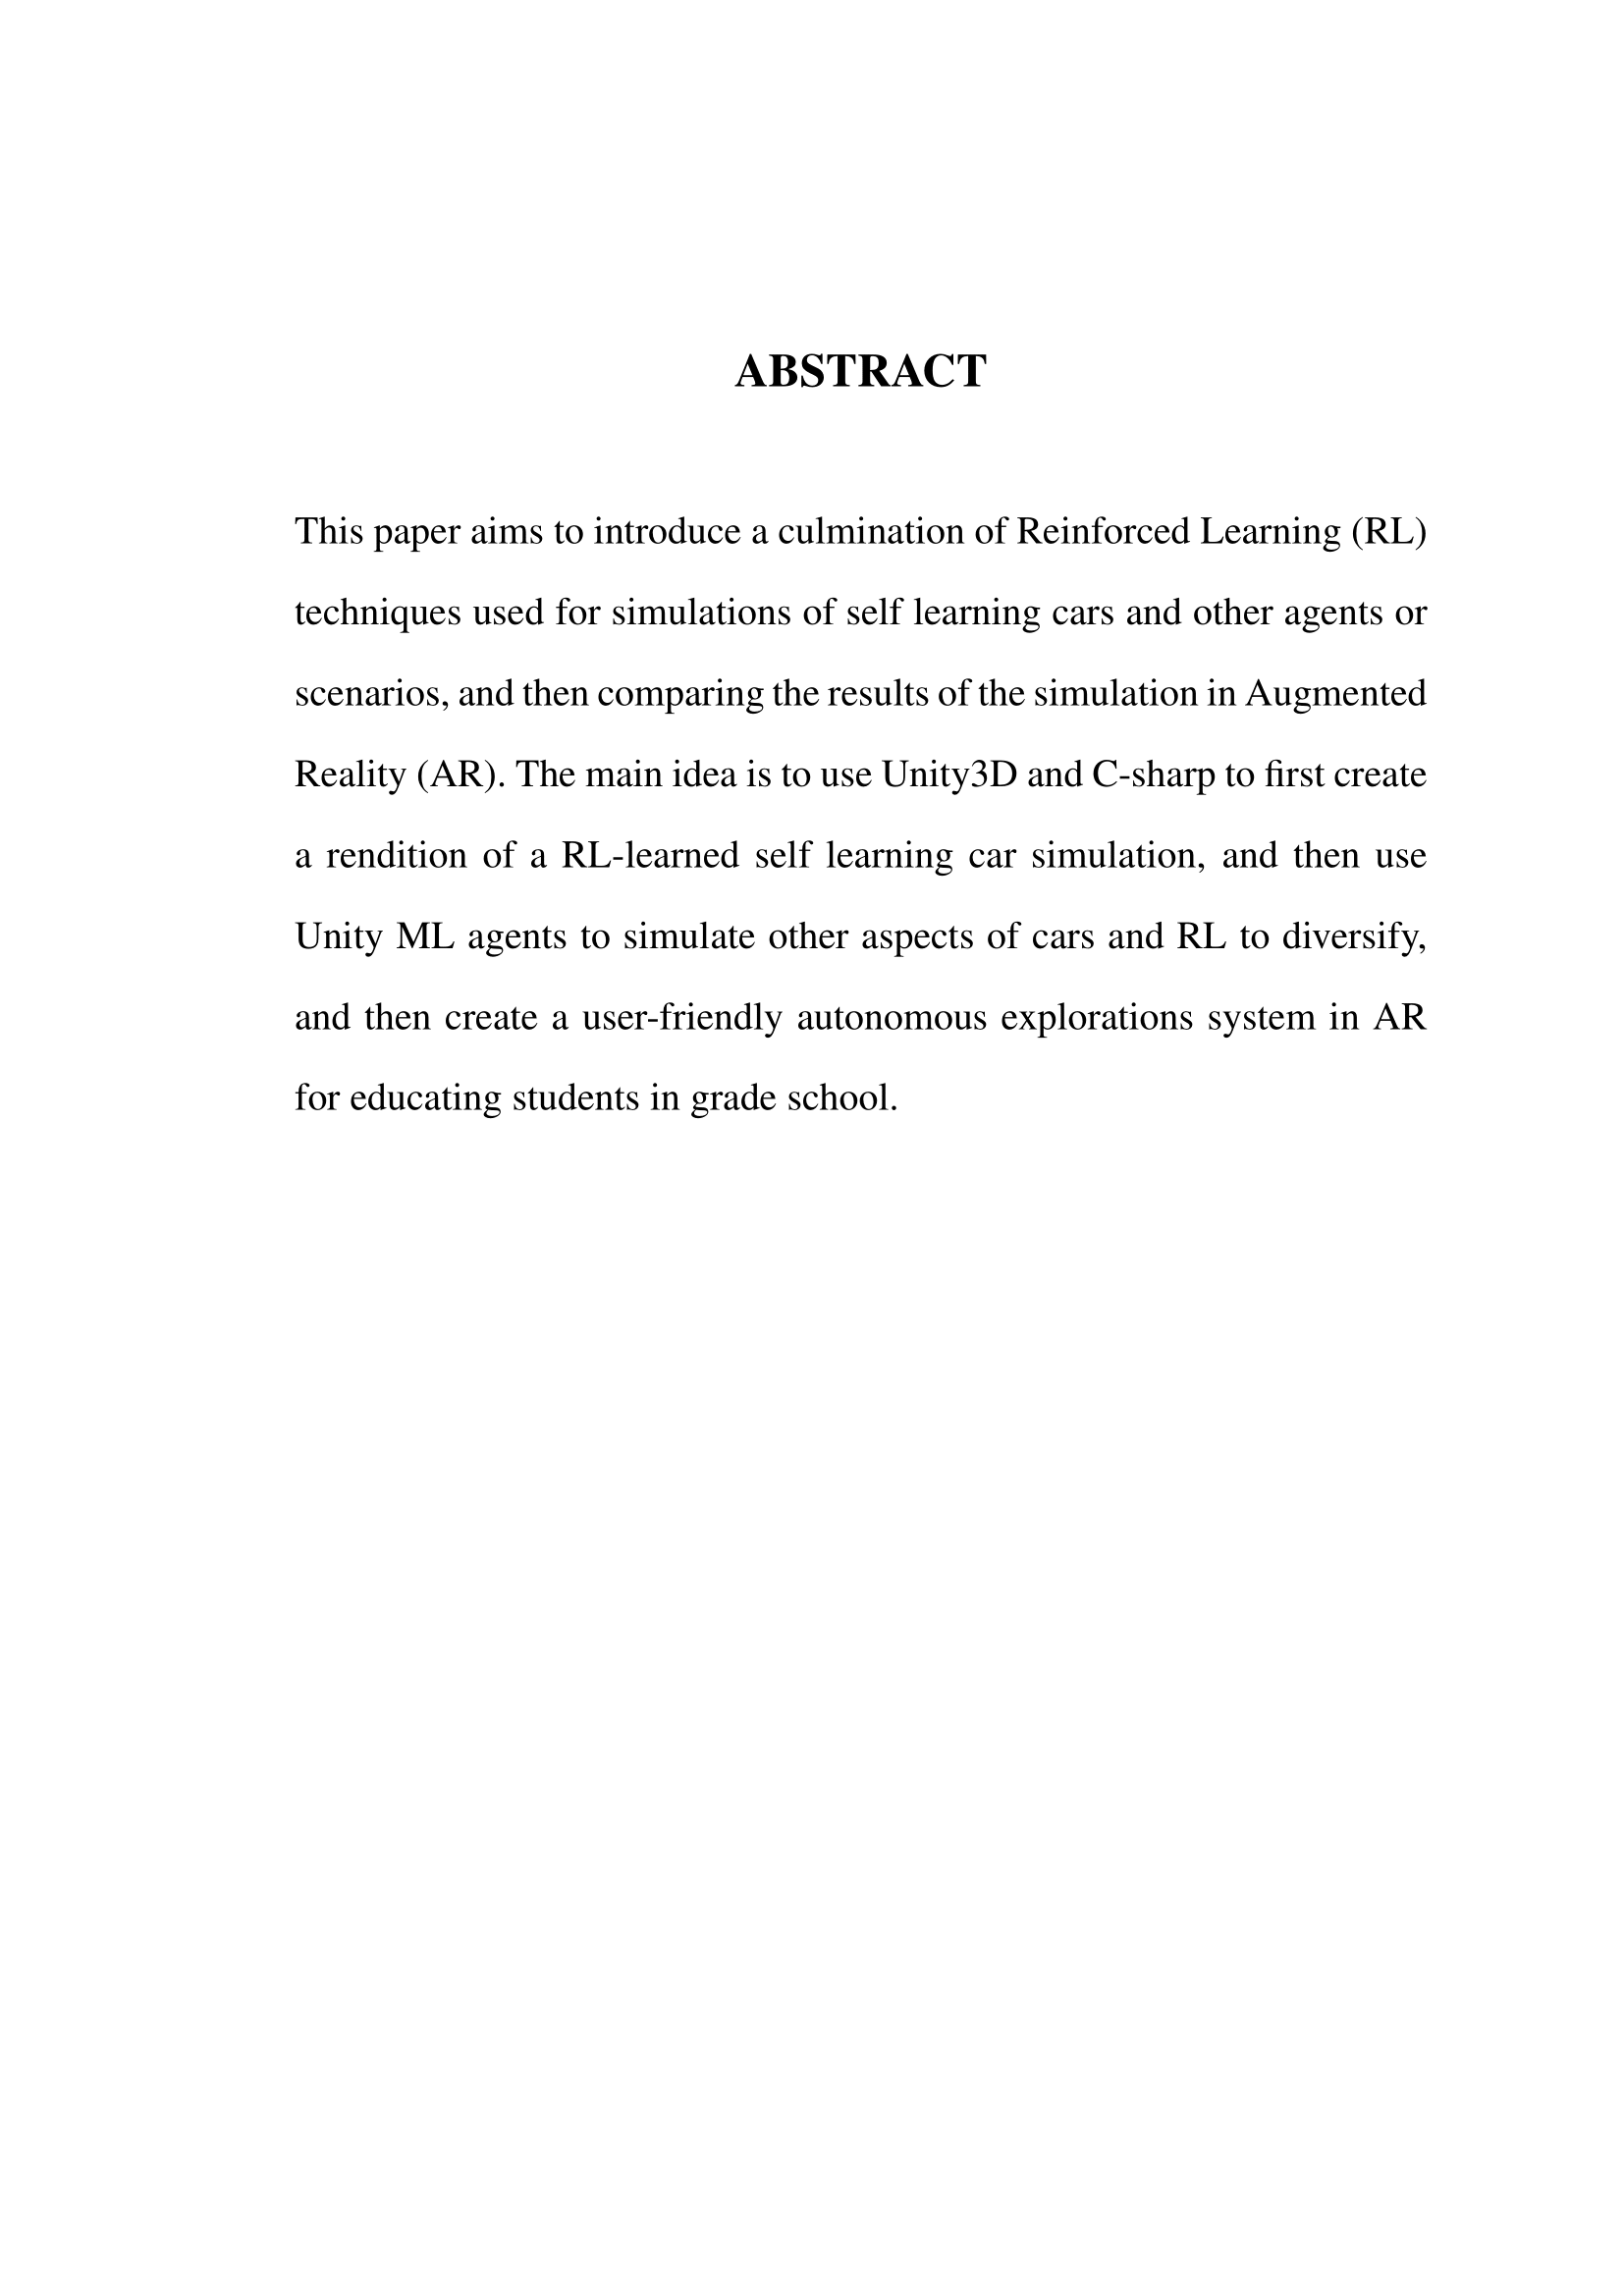 ABSTRACT
This paper aims to introduce a culmination of Reinforced Learning (RL)
techniques used for simulations of self learning cars and other agents or
scenarios, and then comparing the results of the simulation in Augmented
Reality (AR). The main idea is to use Unity3D and C-sharp to first create
a rendition of a RL-learned self learning car simulation, and then use
Unity ML agents to simulate other aspects of cars and RL to diversify,
and then create a user-friendly autonomous explorations system in AR
for educating students in grade school.